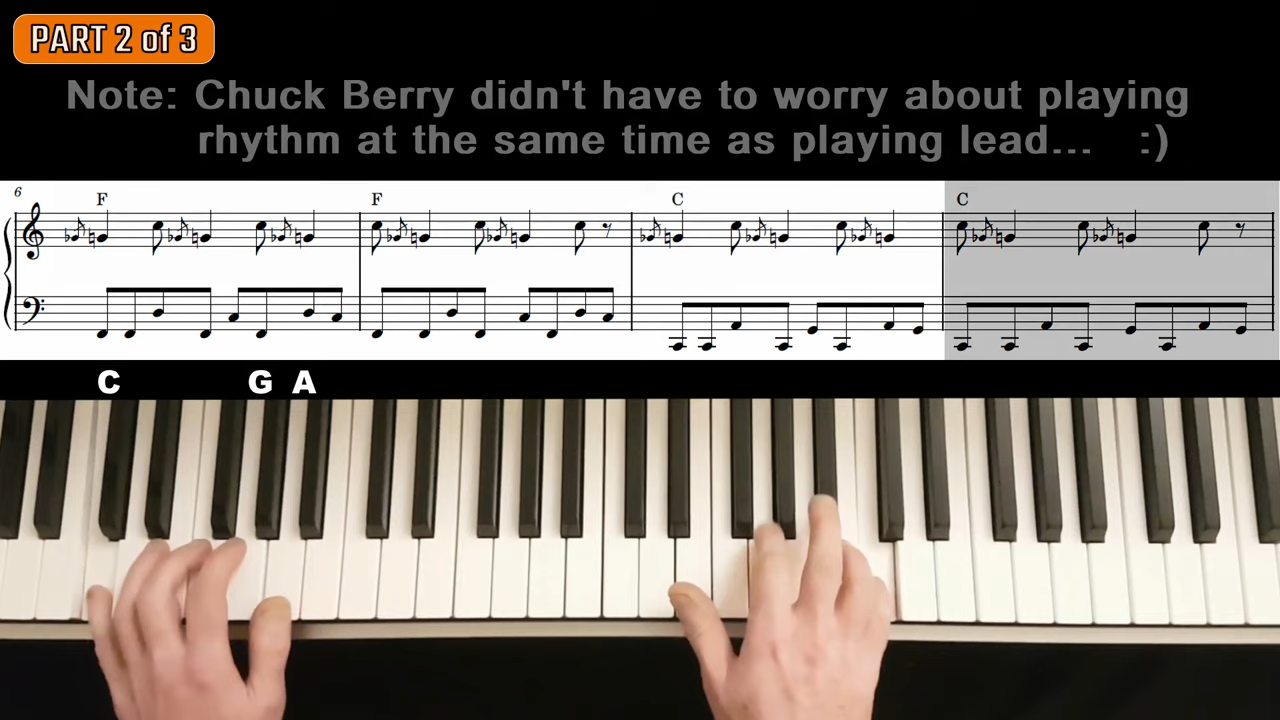 PART 2 of 3
Note: Chuck Berry didn't have to worry about playing
rhythm at the same time as playing lead... :)
6
F F C C
C G A